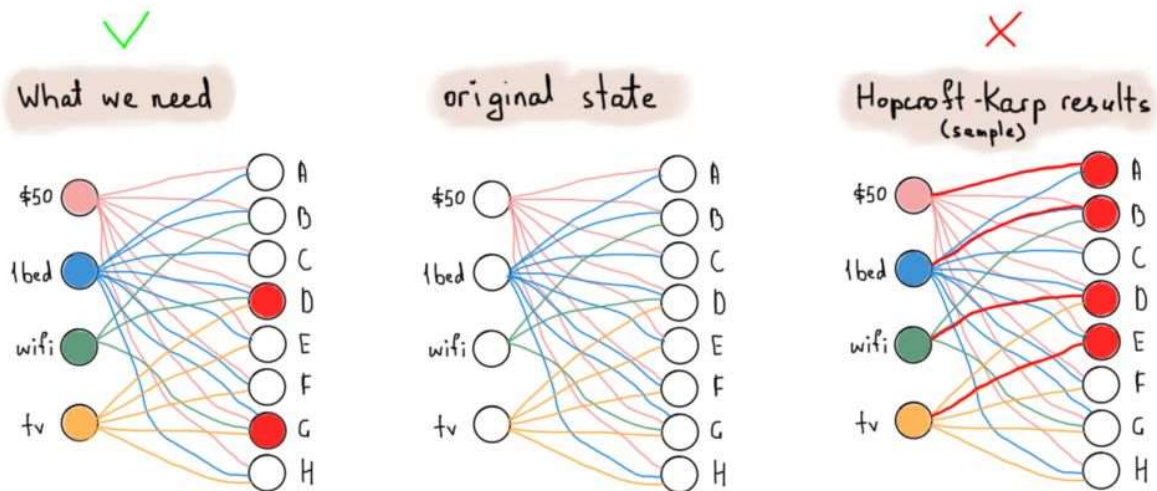 What we need
$50
1bed
wifi
tv
A
B
C
D
E
F
G
H
original state
$50
1bed
wifi
tv
A
B
C
D
E
F
G
H
Hopcroft-Karp results
(sample)
$50
1bed
wifi
tv
A
B
C
D
E
F
G
H